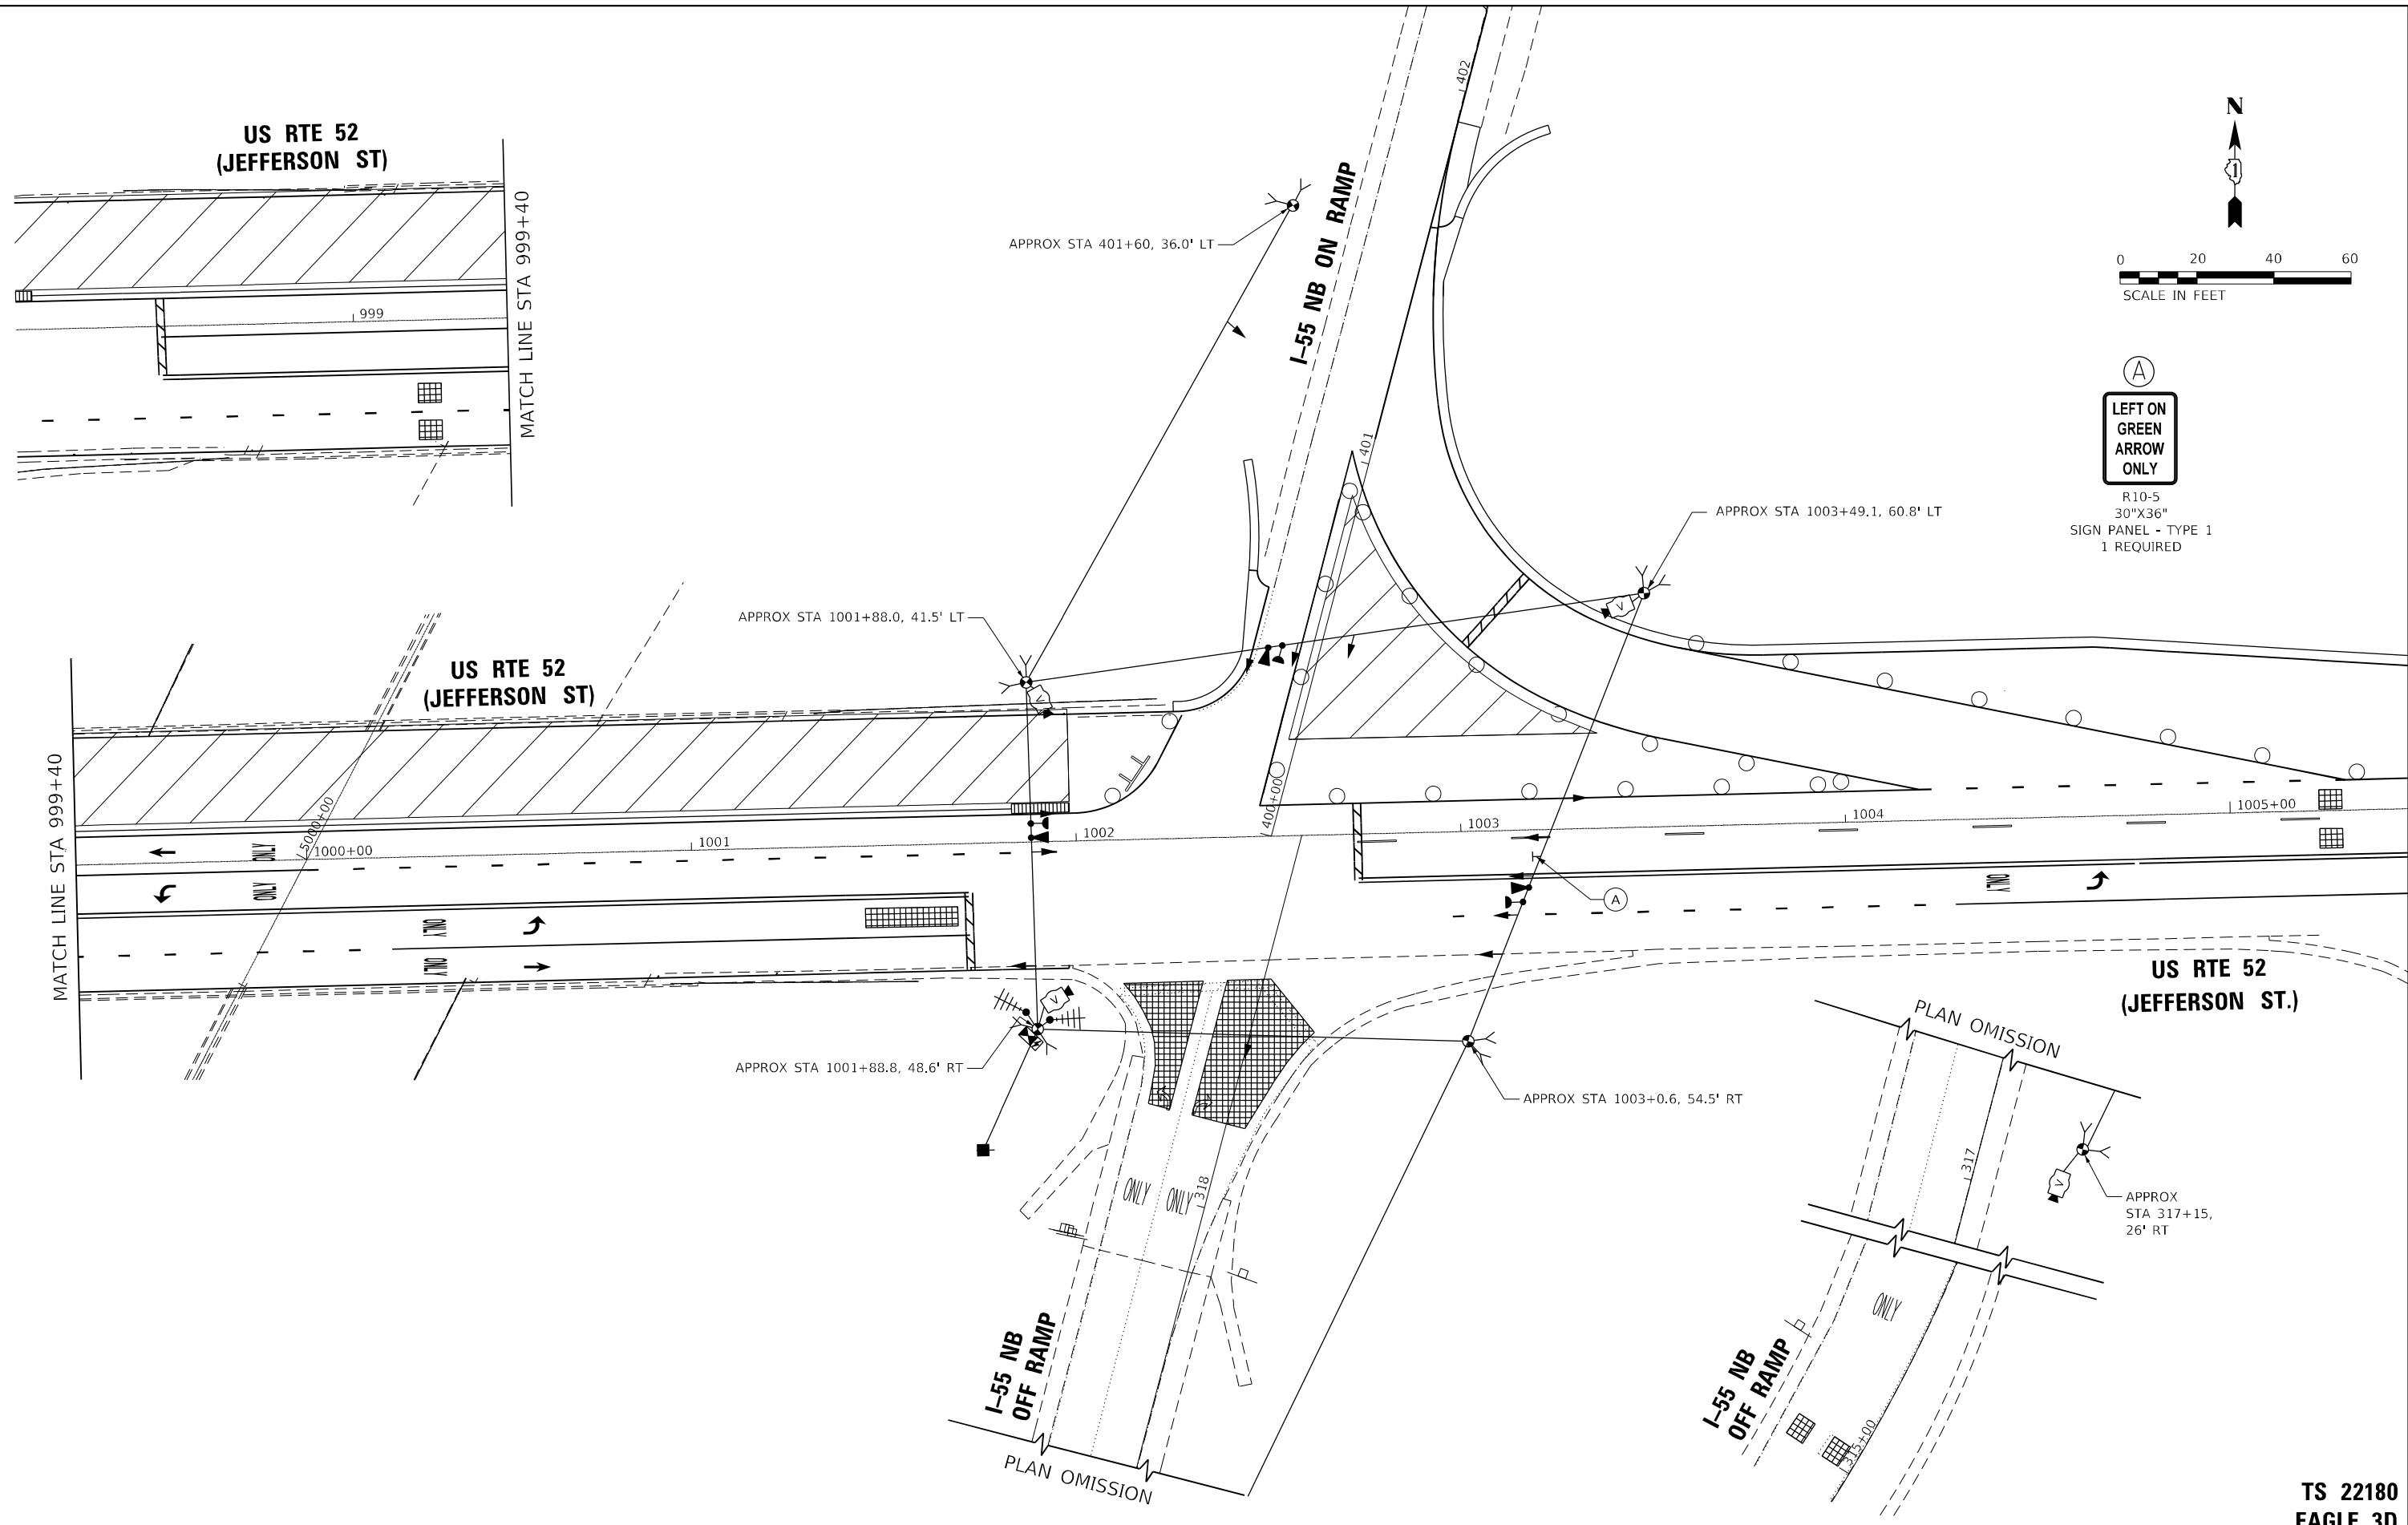 US RTE 52
(JEFFERSON ST)
999
MATCH LINE STA 999+40
APPROX STA 401+60, 36.0' LT
I-55 NB ON RAMP
402
401
400+00
N
1
0 20 40 60
SCALE IN FEET
A
LEFT ON
GREEN
ARROW
ONLY
R10-5
30"X36"
SIGN PANEL - TYPE 1
1 REQUIRED
APPROX STA 1003+49.1, 60.8' LT
V
APPROX STA 1001+88.0, 41.5' LT
V
US RTE 52
(JEFFERSON ST)
MATCH LINE STA 999+40
5000+00
1000+00
1001
1002
1003
1004
1005+00
ONLY
ONLY
ONLY
ONLY
ONLY
A
US RTE 52
(JEFFERSON ST.)
V
APPROX STA 1001+88.8, 48.6' RT
APPROX STA 1003+0.6, 54.5' RT
ONLY
ONLY
318
I-55 NB
OFF RAMP
PLAN OMISSION
PLAN OMISSION
317
V
APPROX
STA 317+15,
26' RT
ONLY
I-55 NB
OFF RAMP
315+00
TS 22180
EAGLE 3D